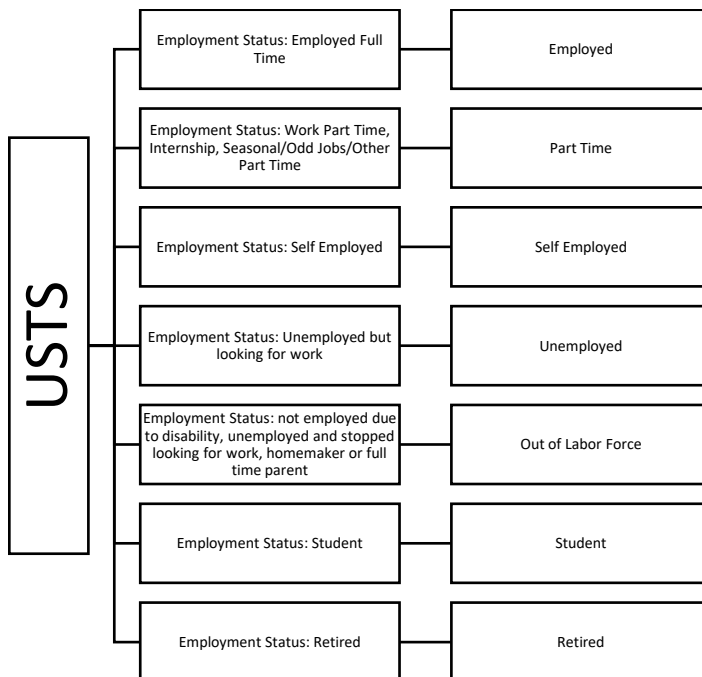 USTS
Employment Status: Employed Full
Time
Employed
Employment Status: Work Part Time,
Internship, Seasonal/Odd Jobs/Other
Part Time
Part Time
Employment Status: Self Employed
Self Employed
Employment Status: Unemployed but
looking for work
Unemployed
Employment Status: not employed due
to disability, unemployed and stopped
looking for work, homemaker or full
time parent
Out of Labor Force
Employment Status: Student
Student
Employment Status: Retired
Retired